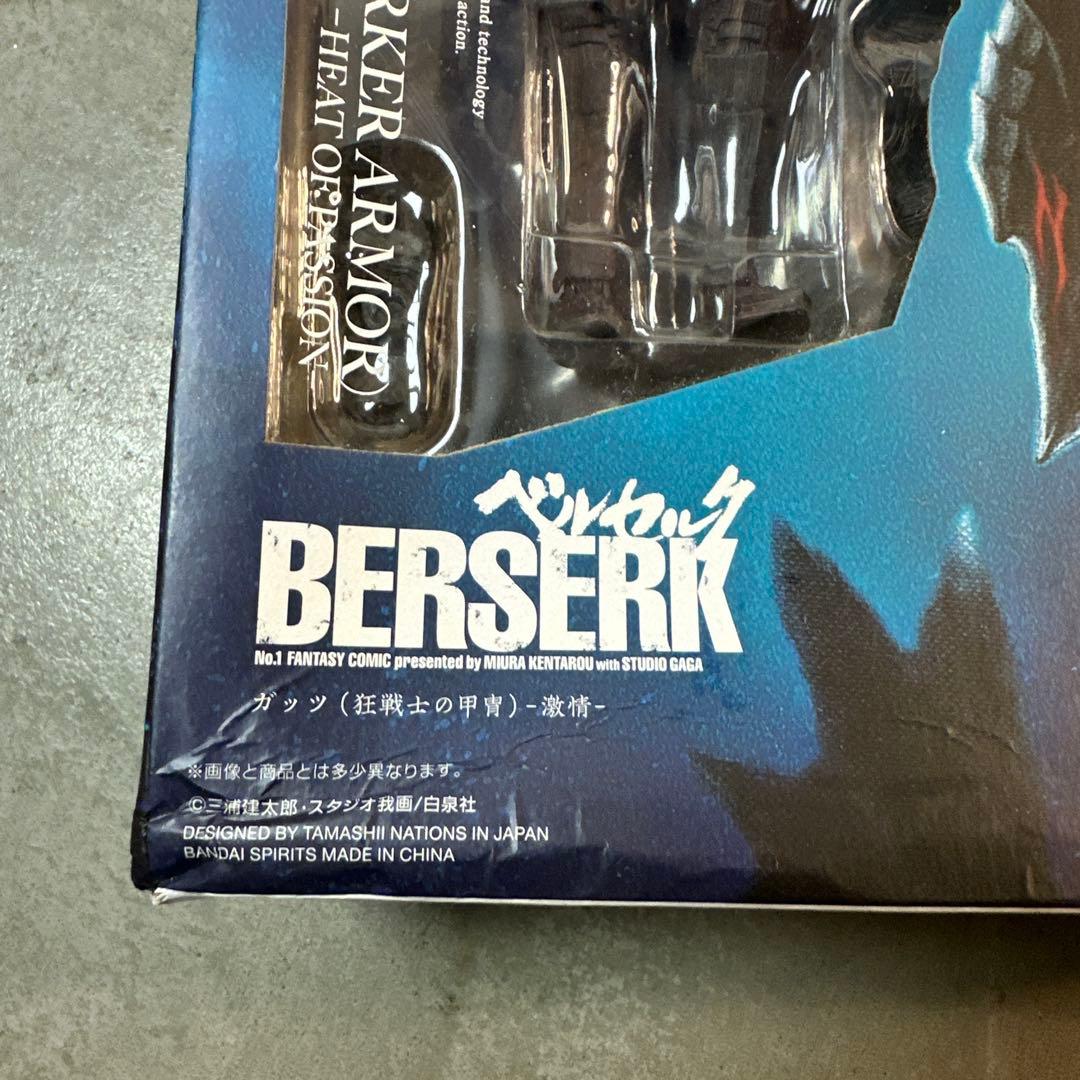 and technology
action.
RKER ARMOR)
-HEAT OF PASSION-
ベルセルク
BERSERK
No.1 FANTASY COMIC presented by MIURA KENTAROU with STUDIO GAGA
ガッツ（狂戦士の甲冑）-激情-
※画像と商品とは多少異なります。
©三浦建太郎・スタジオ我画/白泉社
DESIGNED BY TAMASHII NATIONS IN JAPAN
BANDAI SPIRITS MADE IN CHINA